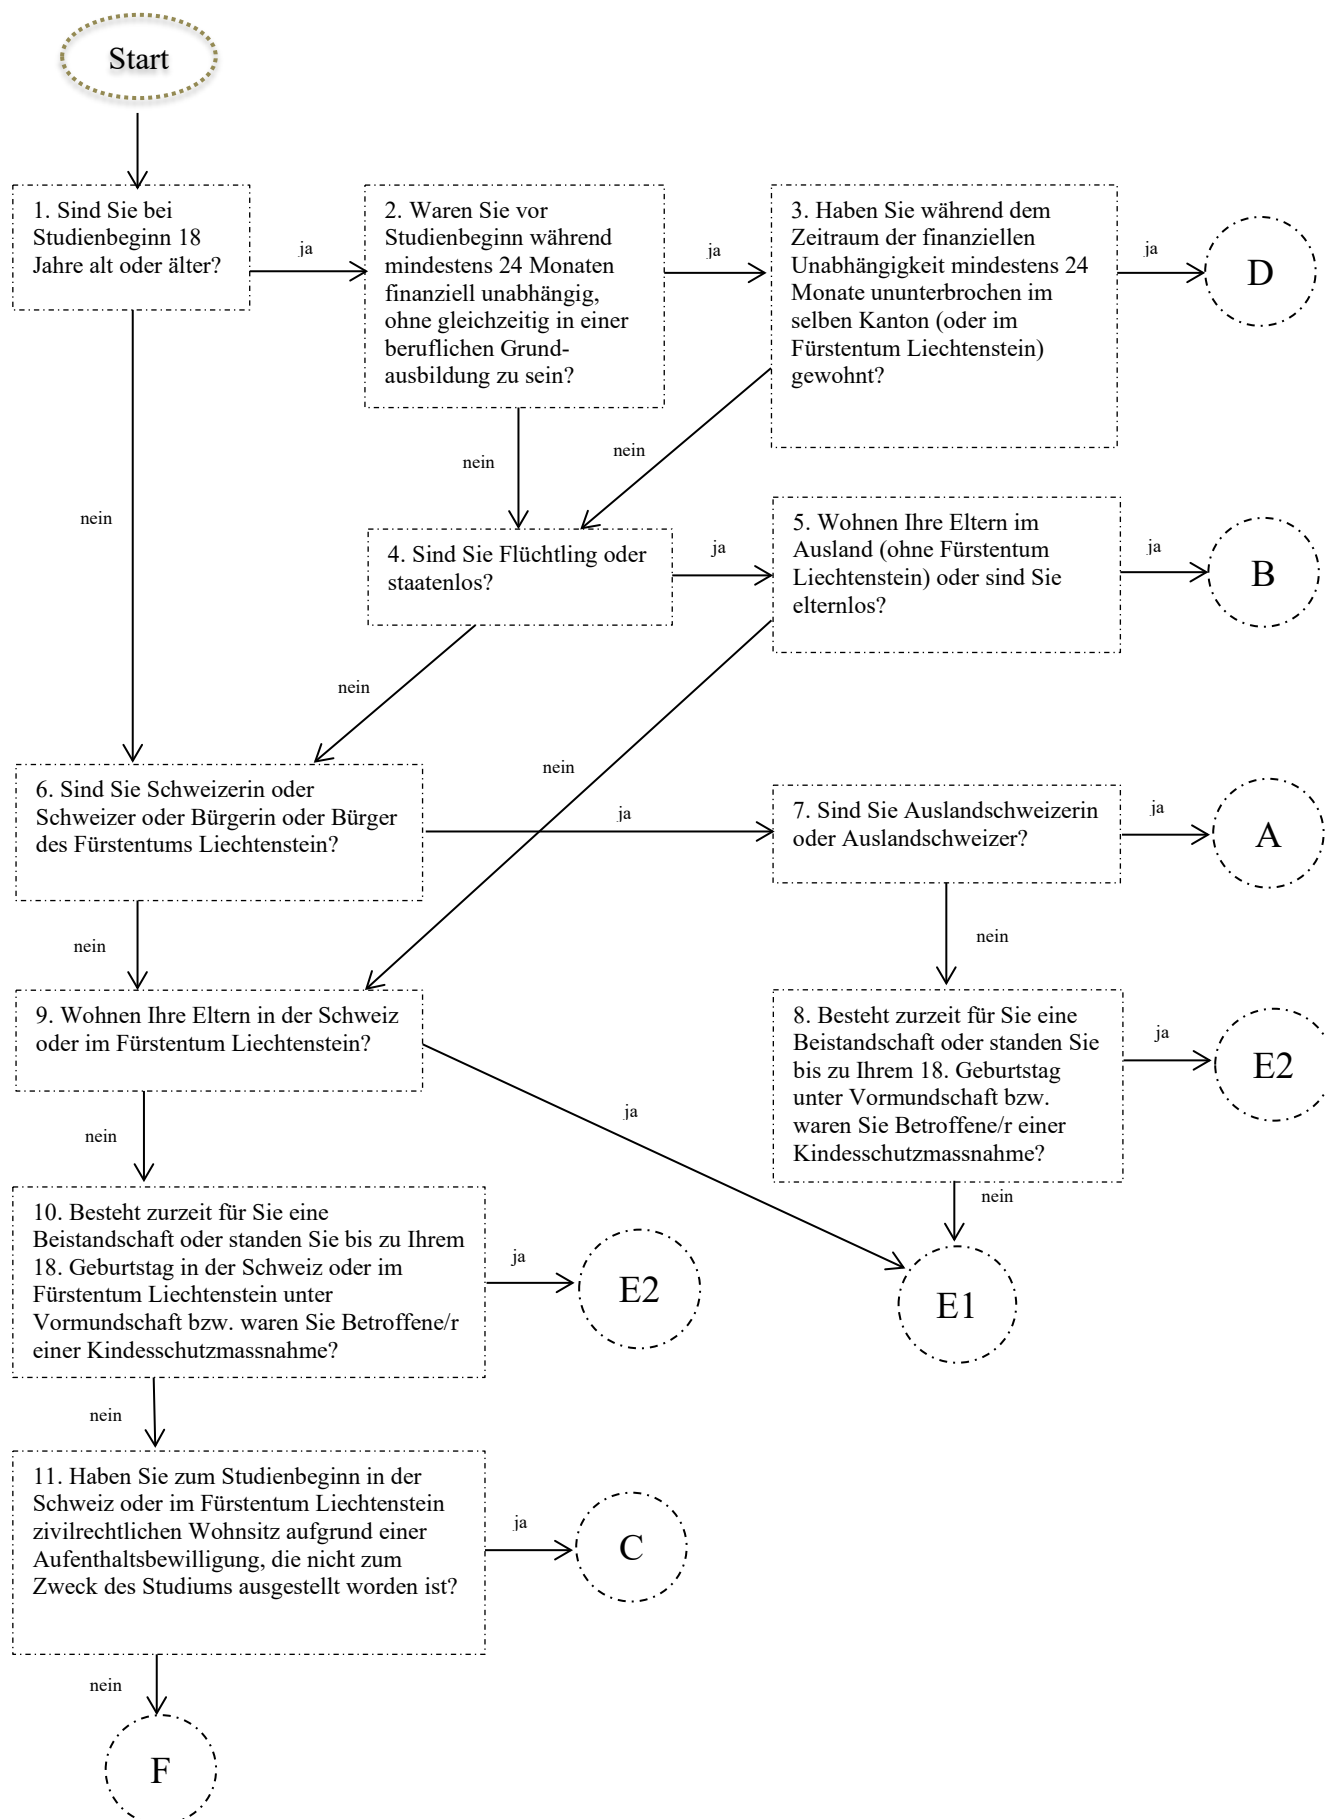 Start
1. Sind Sie bei
Studienbeginn 18
Jahre alt oder älter?
ja
2. Waren Sie vor
Studienbeginn während
mindestens 24 Monaten
finanziell unabhängig,
ohne gleichzeitig in einer
beruflichen Grund-
ausbildung zu sein?
ja
3. Haben Sie während dem
Zeitraum der finanziellen
Unabhängigkeit mindestens 24
Monate ununterbrochen im
selben Kanton (oder im
Fürstentum Liechtenstein)
gewohnt?
ja
D
nein
nein
nein
4. Sind Sie Flüchtling oder
staatenlos?
ja
5. Wohnen Ihre Eltern im
Ausland (ohne Fürstentum
Liechtenstein) oder sind Sie
elternlos?
ja
B
nein
nein
6. Sind Sie Schweizerin oder
Schweizer oder Bürgerin oder Bürger
des Fürstentums Liechtenstein?
ja
7. Sind Sie Auslandschweizerin
oder Auslandschweizer?
ja
A
nein
nein
9. Wohnen Ihre Eltern in der Schweiz
oder im Fürstentum Liechtenstein?
ja
8. Besteht zurzeit für Sie eine
Beistandschaft oder standen Sie
bis zu Ihrem 18. Geburtstag
unter Vormundschaft bzw.
waren Sie Betroffene/r einer
Kindesschutzmassnahme?
ja
E2
nein
nein
10. Besteht zurzeit für Sie eine
Beistandschaft oder standen Sie bis zu Ihrem
18. Geburtstag in der Schweiz oder im
Fürstentum Liechtenstein unter
Vormundschaft bzw. waren Sie Betroffene/r
einer Kindesschutzmassnahme?
ja
E2
E1
nein
11. Haben Sie zum Studienbeginn in der
Schweiz oder im Fürstentum Liechtenstein
zivilrechtlichen Wohnsitz aufgrund einer
Aufenthaltsbewilligung, die nicht zum
Zweck des Studiums ausgestellt worden ist?
ja
C
nein
F